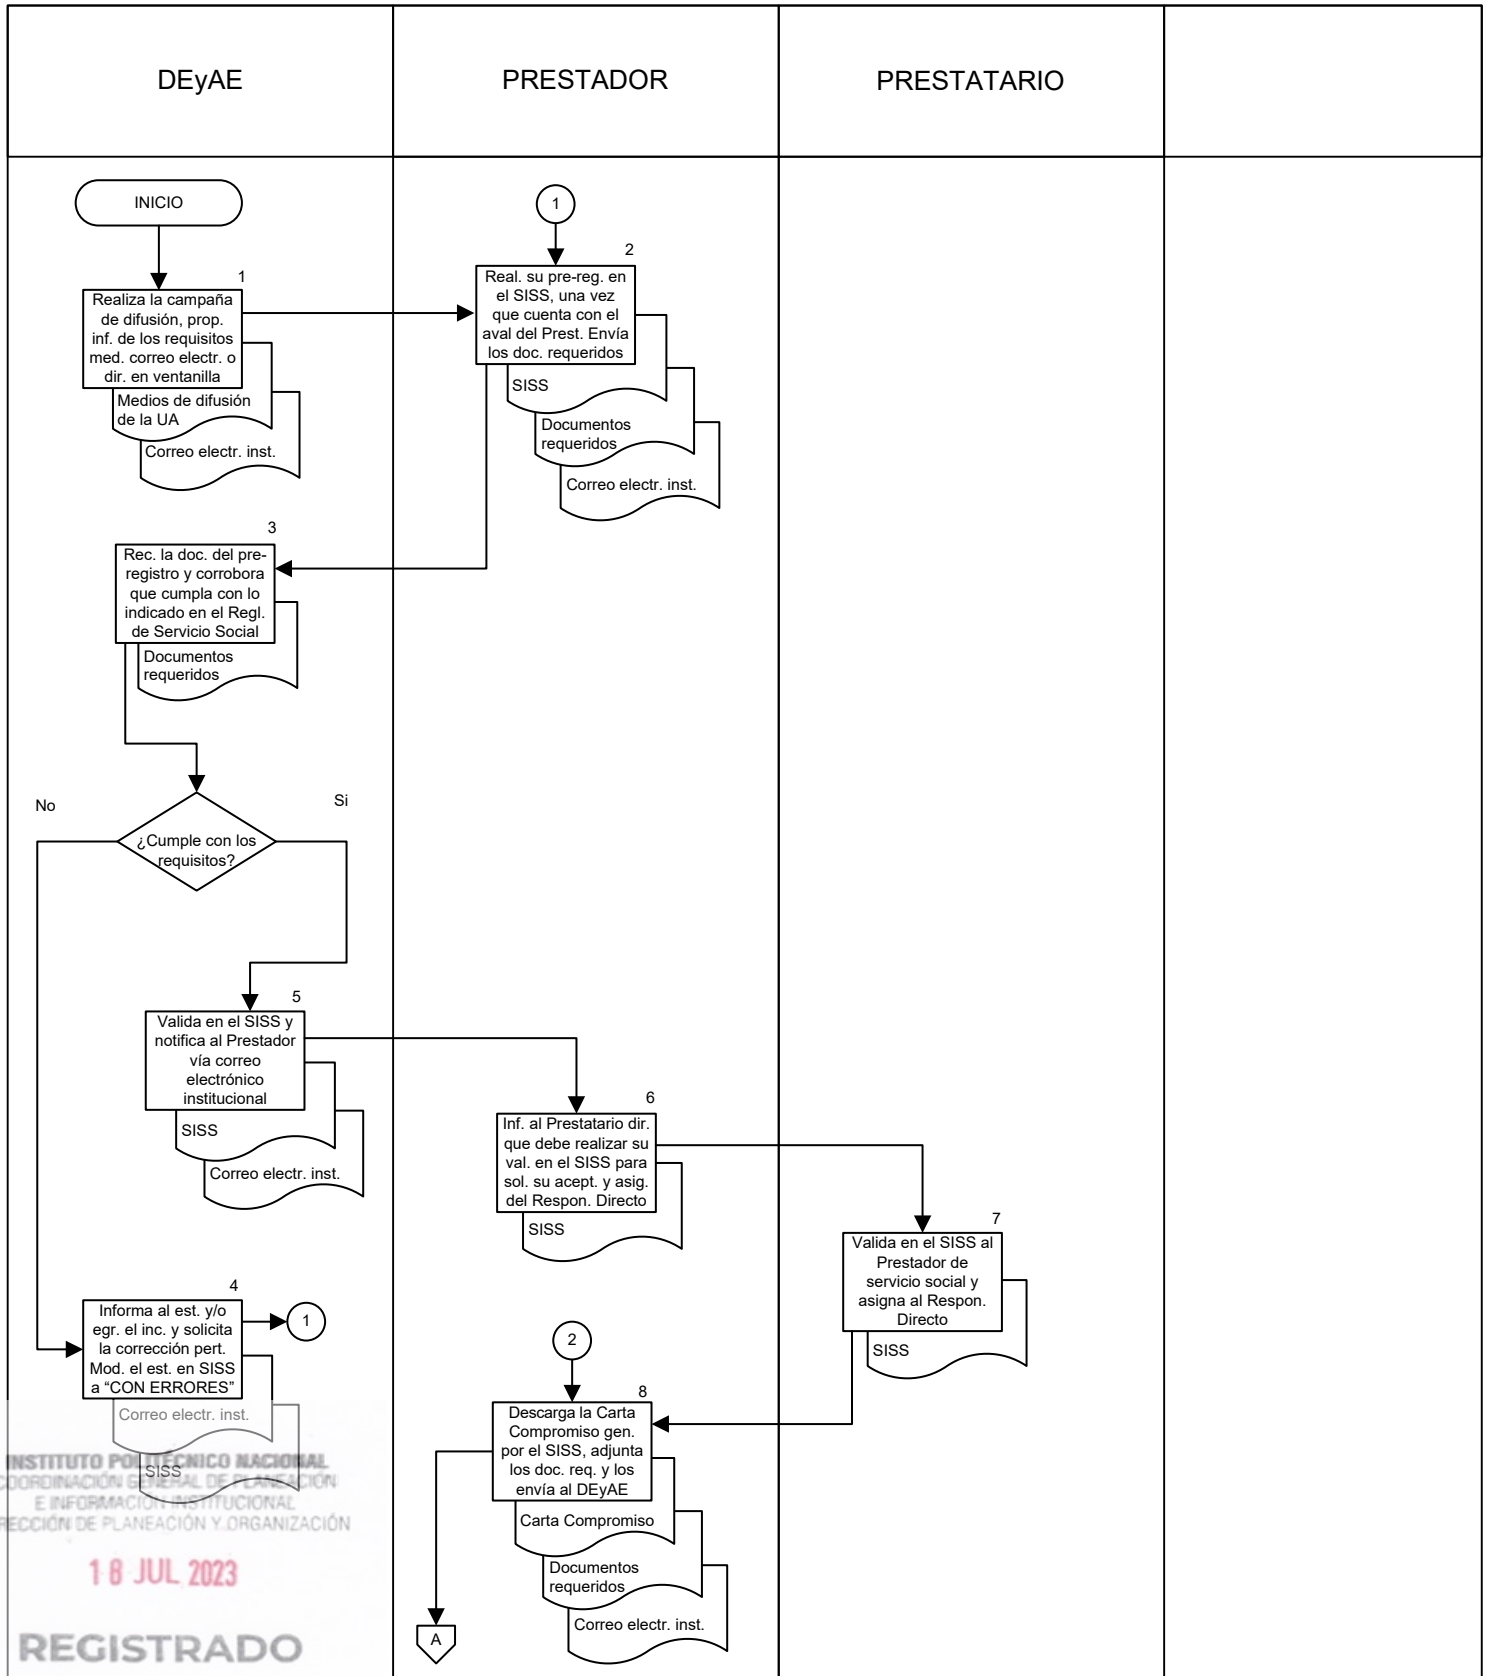 DEyAE
PRESTADOR
PRESTATARIO
INICIO
1
Realiza la campaña
de difusión, prop.
inf. de los requisitos
med. correo electr. o
dir. en ventanilla
Medios de difusión
de la UA
Correo electr. inst.
1
2
Real. su pre-reg. en
el SISS, una vez
que cuenta con el
aval del Prest. Envía
los doc. requeridos
SISS
Documentos
requeridos
Correo electr. inst.
3
Rec. la doc. del pre-
registro y corrobora
que cumpla con lo
indicado en el Regl.
de Servicio Social
Documentos
requeridos
No
Si
¿Cumple con los
requisitos?
5
Valida en el SISS y
notifica al Prestador
vía correo
electrónico
institucional
SISS
Correo electr. inst.
6
Inf. al Prestatario dir.
que debe realizar su
val. en el SISS para
sol. su acept. y asig.
del Respon. Directo
SISS
7
Valida en el SISS al
Prestador de
servicio social y
asigna al Respon.
Directo
SISS
4
Informa al est. y/o
egr. el inc. y solicita
la corrección pert.
Mod. el est. en SISS
a “CON ERRORES”
1
Correo electr. inst.
SISS
2
8
Descarga la Carta
Compromiso gen.
por el SISS, adjunta
los doc. req. y los
envía al DEyAE
Carta Compromiso
Documentos
requeridos
Correo electr. inst.
A
INSTITUTO POLITÉCNICO NACIONAL
COORDINACIÓN GENERAL DE PLANEACIÓN
E INFORMACIÓN INSTITUCIONAL
RECCIÓN DE PLANEACIÓN Y ORGANIZACIÓN
18 JUL 2023
REGISTRADO